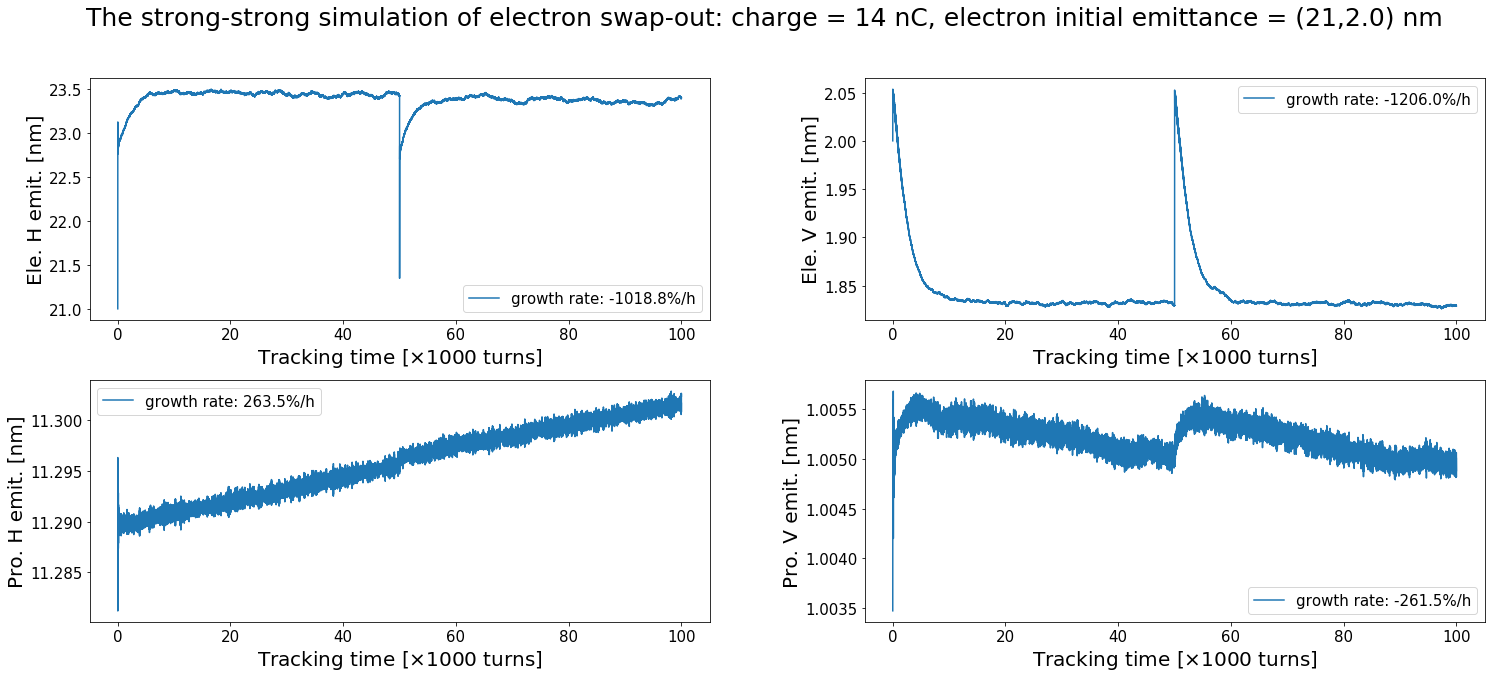 The strong-strong simulation of electron swap-out: charge = 14 nC, electron initial emittance = (21,2.0) nm
Ele. H emit. [nm]
23.5
23.0
22.5
22.0
21.5
21.0
growth rate: -1018.8%/h
0 20 40 60 80 100
Tracking time [×1000 turns]
Ele. V emit. [nm]
2.05
2.00
1.95
1.90
1.85
growth rate: -1206.0%/h
0 20 40 60 80 100
Tracking time [×1000 turns]
Pro. H emit. [nm]
11.300
11.295
11.290
11.285
growth rate: 263.5%/h
0 20 40 60 80 100
Tracking time [×1000 turns]
Pro. V emit. [nm]
1.0055
1.0050
1.0045
1.0040
1.0035
growth rate: -261.5%/h
0 20 40 60 80 100
Tracking time [×1000 turns]